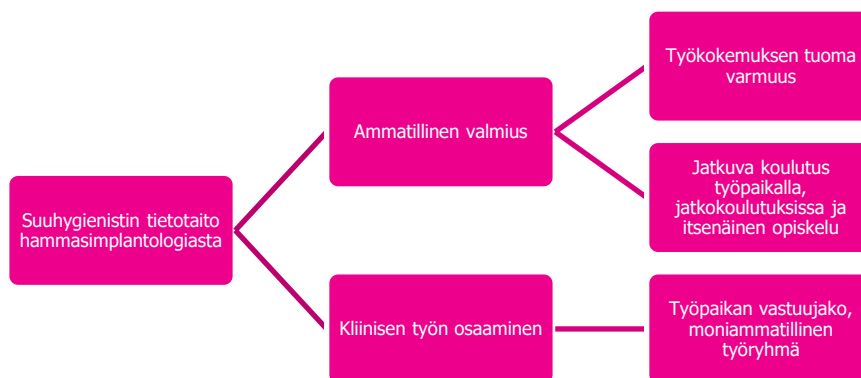 Suuhygienistin tietotaito
hammasimplantologiasta
Ammatillinen valmius
Työkokemuksen tuoma
varmuus
Jatkuva koulutus
työpaikalla,
jatkokoulutuksissa ja
itsenäinen opiskelu
Kliinisen työn osaaminen
Työpaikan vastuujako,
moniammatillinen
työryhmä